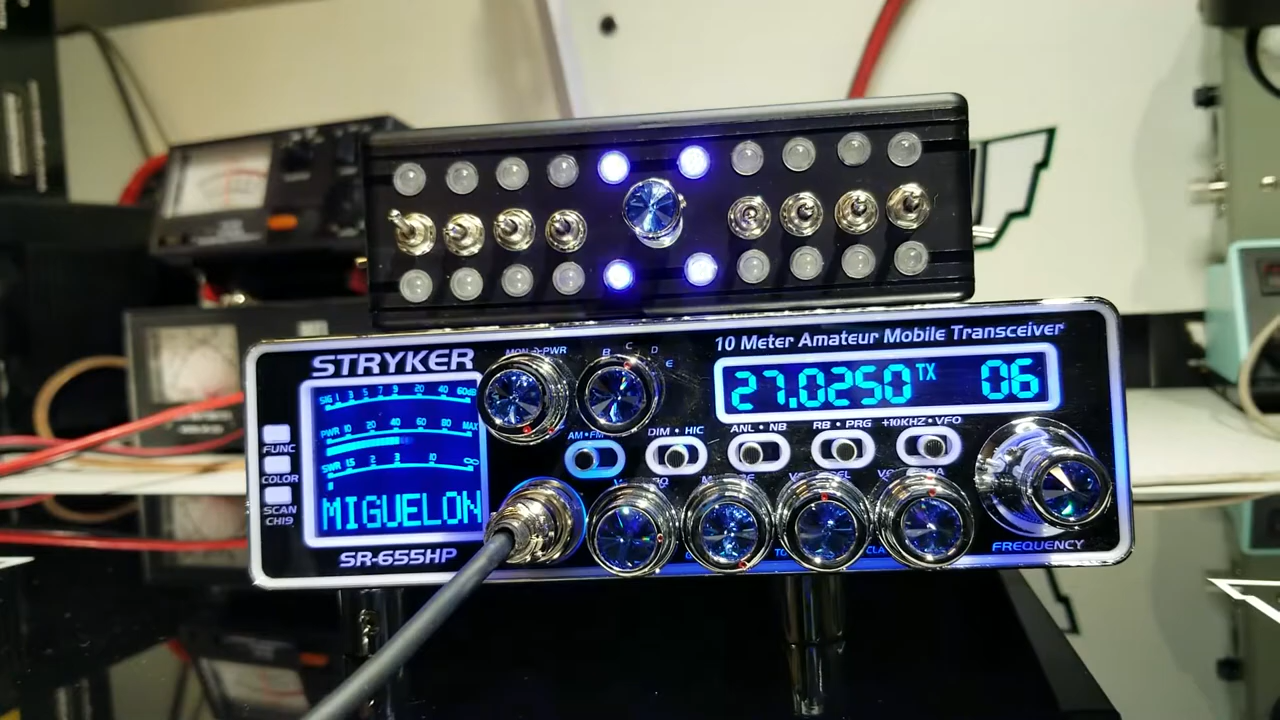 STRYKER
10 Meter Amateur Mobile Transceiver
SIG 1 3 5 7 9 20 40 60dB
PWR 10 20 40 60 80 MAX
SWR 1.5 2 3 10 ∞
MIGUELON
SR-655HP
FUNC
COLOR
SCAN
CH19
B C D E
27.0250 TX 06
AM • FM
DIM • HIC
ANL • NB
RB • PRG
+10KHZ • VFO
FREQUENCY